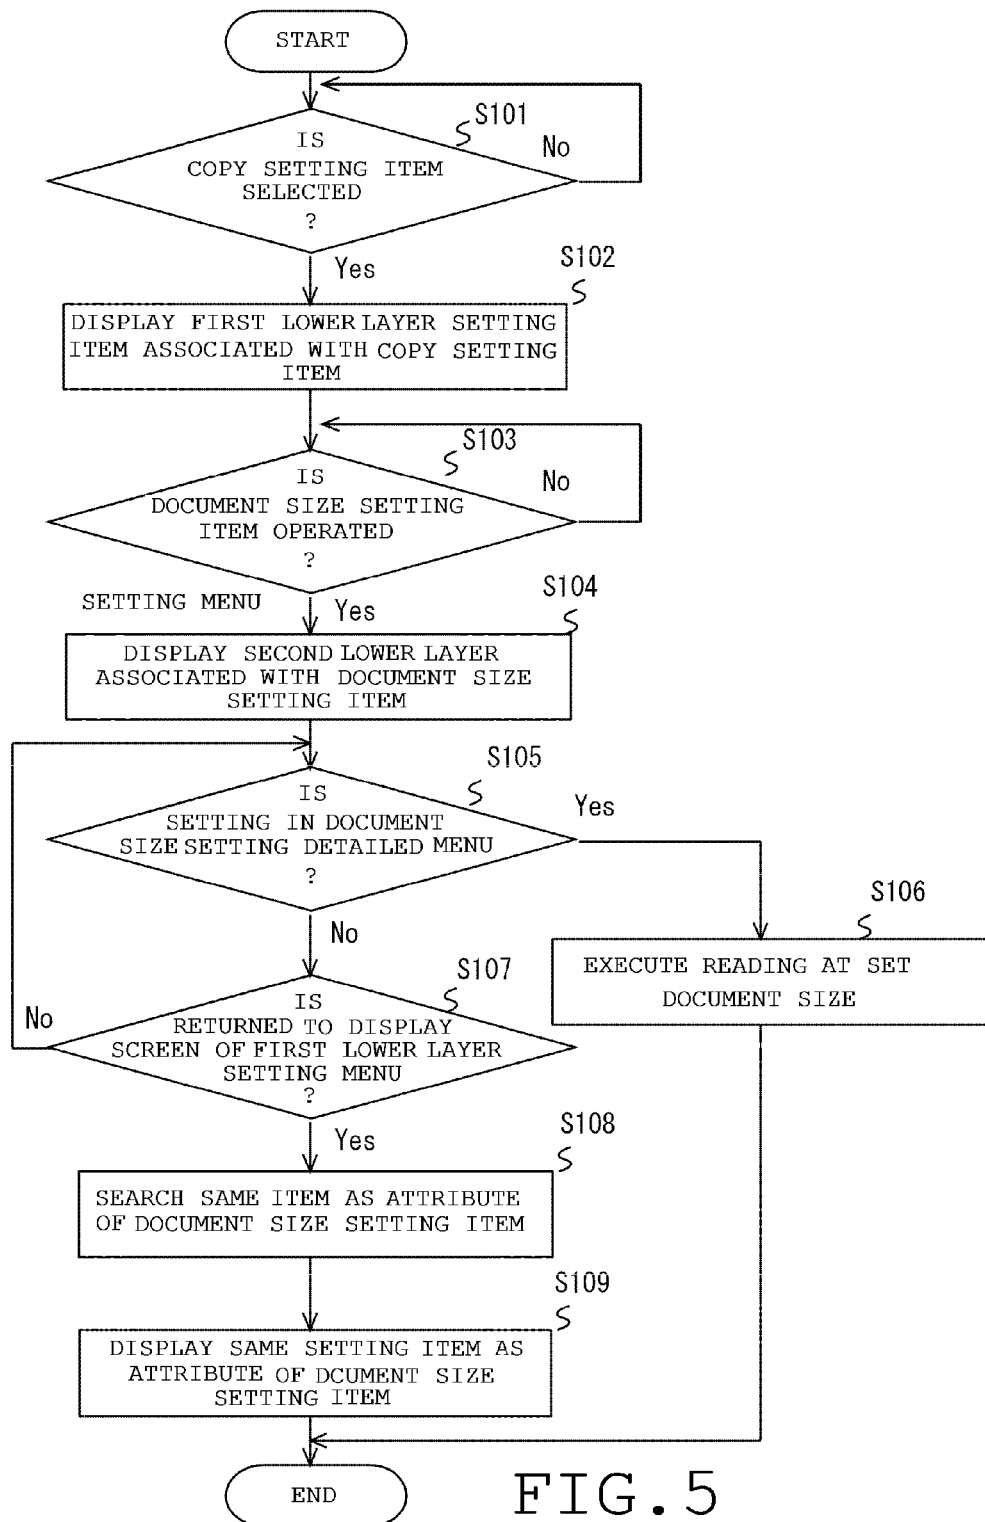 START
S101
IS
COPY SETTING ITEM
SELECTED
?
No
Yes
S102
DISPLAY FIRST LOWER LAYER SETTING
ITEM ASSOCIATED WITH COPY SETTING
ITEM
S103
IS
DOCUMENT SIZE SETTING
ITEM OPERATED
?
No
SETTING MENU
Yes
S104
DISPLAY SECOND LOWER LAYER
ASSOCIATED WITH DOCUMENT SIZE
SETTING ITEM
S105
IS
SETTING IN DOCUMENT
SIZE SETTING DETAILED MENU
?
Yes
No
S106
EXECUTE READING AT SET
DOCUMENT SIZE
S107
IS
RETURNED TO DISPLAY
SCREEN OF FIRST LOWER LAYER
SETTING MENU
?
No
Yes
S108
SEARCH SAME ITEM AS ATTRIBUTE
OF DOCUMENT SIZE SETTING ITEM
S109
DISPLAY SAME SETTING ITEM AS
ATTRIBUTE OF DCUMENT SIZE
SETTING ITEM
END
FIG.5